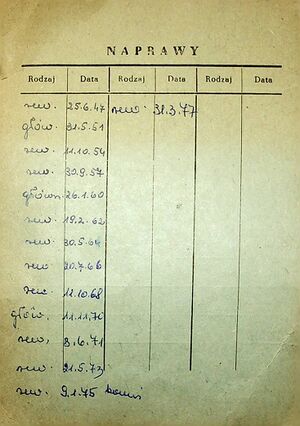 NAPRAWY
Rodzaj Data Rodzaj Data Rodzaj Data
rew. 25.6.47 rew. 31.3.77
głów. 31.5.51
rew. 11.10.54
rew. 30.9.57
główn. 26.1.60
rew. 19.2.62
rew. 30.5.64
rew 20.7.66
rew. 12.10.68
głów. 11.11.70
rew. 3.6.71
rew. 21.5.73
rew. 9.1.75